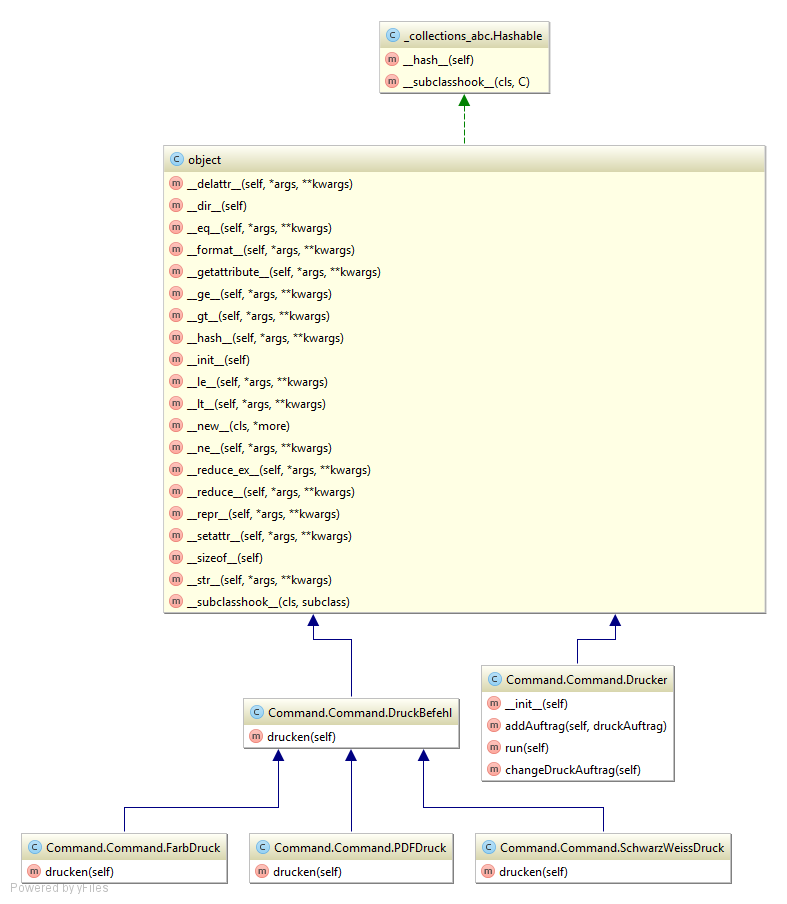 C _collections_abc.Hashable
m __hash__(self)
m __subclasshook__(cls, C)
C object
m __delattr__(self, *args, **kwargs)
m __dir__(self)
m __eq__(self, *args, **kwargs)
m __format__(self, *args, **kwargs)
m __getattribute__(self, *args, **kwargs)
m __ge__(self, *args, **kwargs)
m __gt__(self, *args, **kwargs)
m __hash__(self, *args, **kwargs)
m __init__(self)
m __le__(self, *args, **kwargs)
m __lt__(self, *args, **kwargs)
m __new__(cls, *more)
m __ne__(self, *args, **kwargs)
m __reduce_ex__(self, *args, **kwargs)
m __reduce__(self, *args, **kwargs)
m __repr__(self, *args, **kwargs)
m __setattr__(self, *args, **kwargs)
m __sizeof__(self)
m __str__(self, *args, **kwargs)
m __subclasshook__(cls, subclass)
C Command.Command.DruckBefehl
m drucken(self)
C Command.Command.Drucker
m __init__(self)
m addAuftrag(self, druckAuftrag)
m run(self)
m changeDruckAuftrag(self)
C Command.Command.FarbDruck
m drucken(self)
C Command.Command.PDFDruck
m drucken(self)
C Command.Command.SchwarzWeissDruck
m drucken(self)
Powered by yFiles